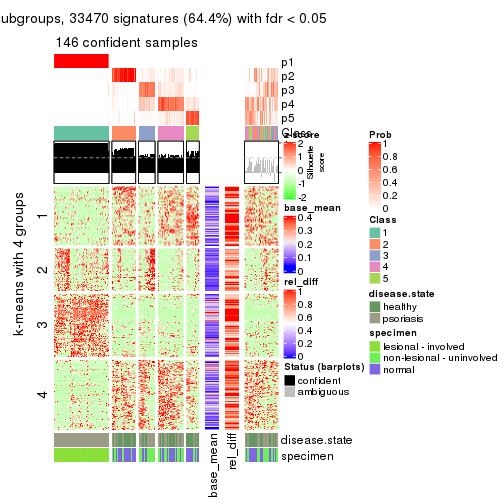 ubgroups, 33470 signatures (64.4%) with fdr < 0.05
146 confident samples
p1
p2
p3
p4
p5
Class
z-score
2
1
0
-1
-2
Silhouette
score
Prob
1
0.8
0.6
0.4
0.2
0
base_mean
0.4
0.3
0.2
0.1
0
Class
1
2
3
4
5
rel_diff
1
0.8
0.6
0.4
0.2
0
disease.state
healthy
psoriasis
specimen
lesional - involved
non-lesional - uninvolved
normal
Status (barplots)
confident
ambiguous
k-means with 4 groups
1
2
3
4
disease.state
specimen
base_mean
rel_diff